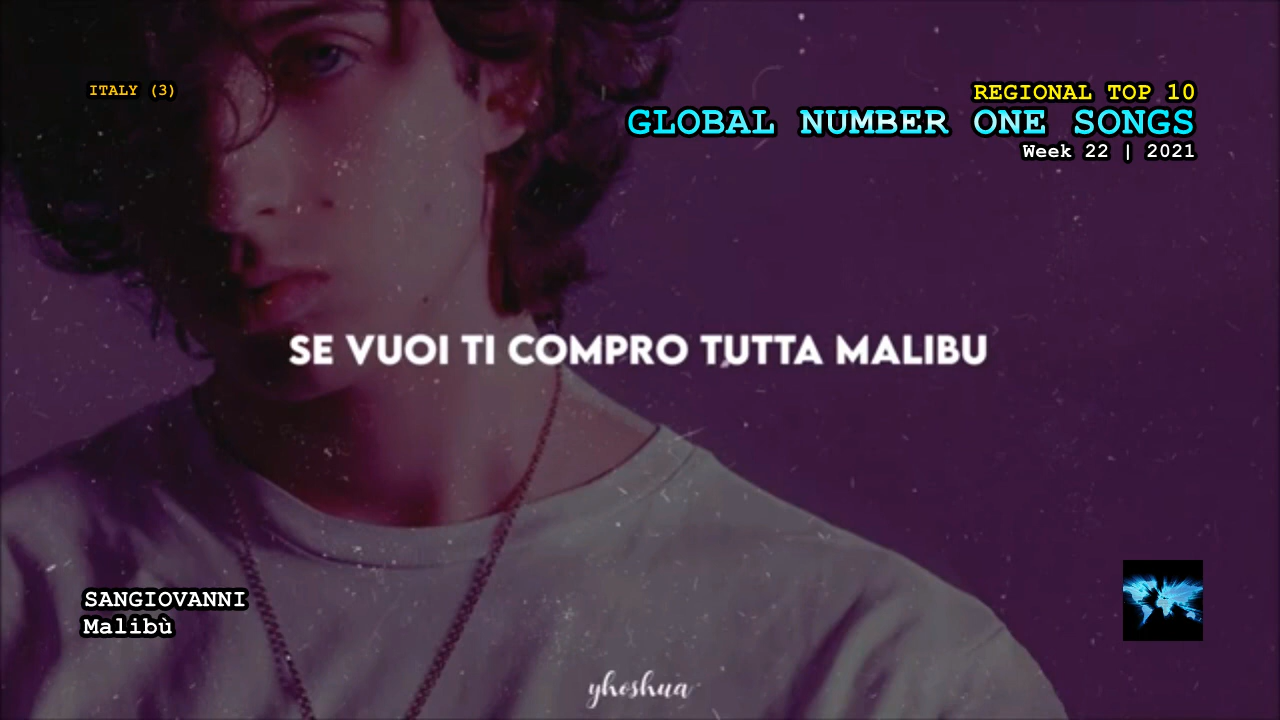 ITALY (3)
REGIONAL TOP 10
GLOBAL NUMBER ONE SONGS
Week 22 | 2021
SE VUOI TI COMPRO TUTTA MALIBU
SANGIOVANNI
Malibù
yhoshua